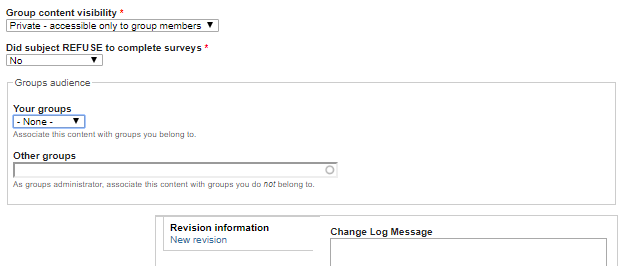 Group content visibility *
Private - accessible only to group members
Did subject REFUSE to complete surveys *
No
Groups audience
Your groups
- None -
Associate this content with groups you belong to.
Other groups
As groups administrator, associate this content with groups you do not belong to.
Revision information
New revision
Change Log Message